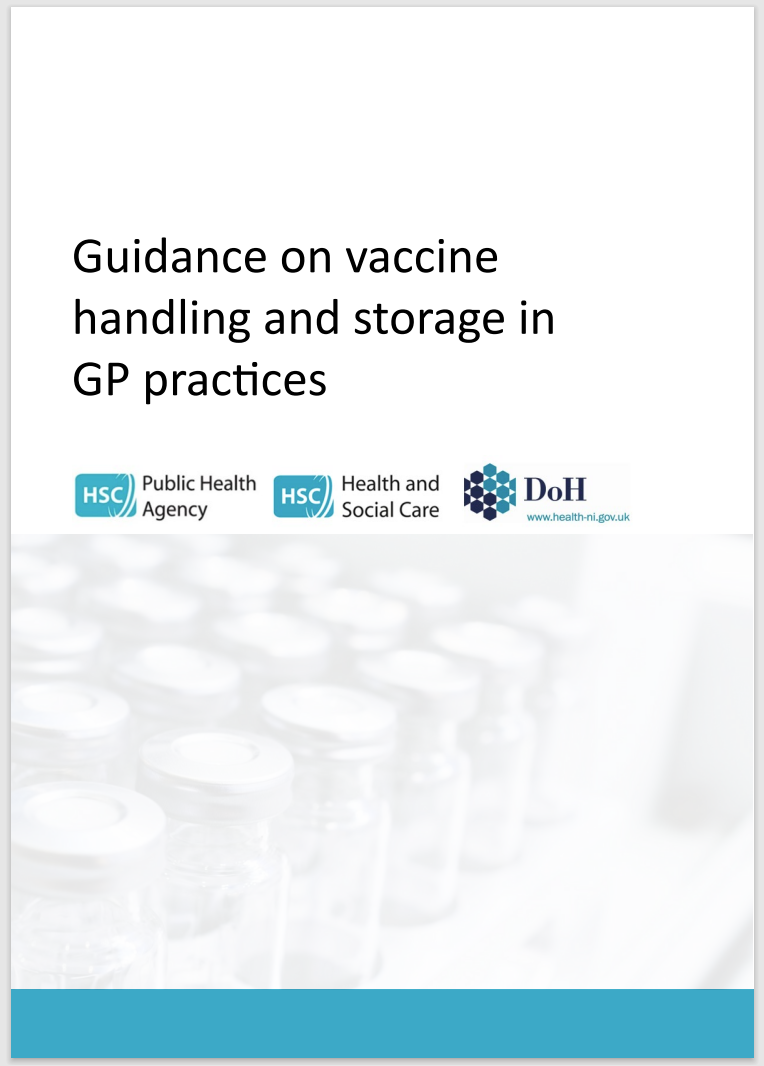 Guidance on vaccine
handling and storage in
GP practices
HSC Public Health Agency
HSC Health and Social Care
DoH
www.health-ni.gov.uk